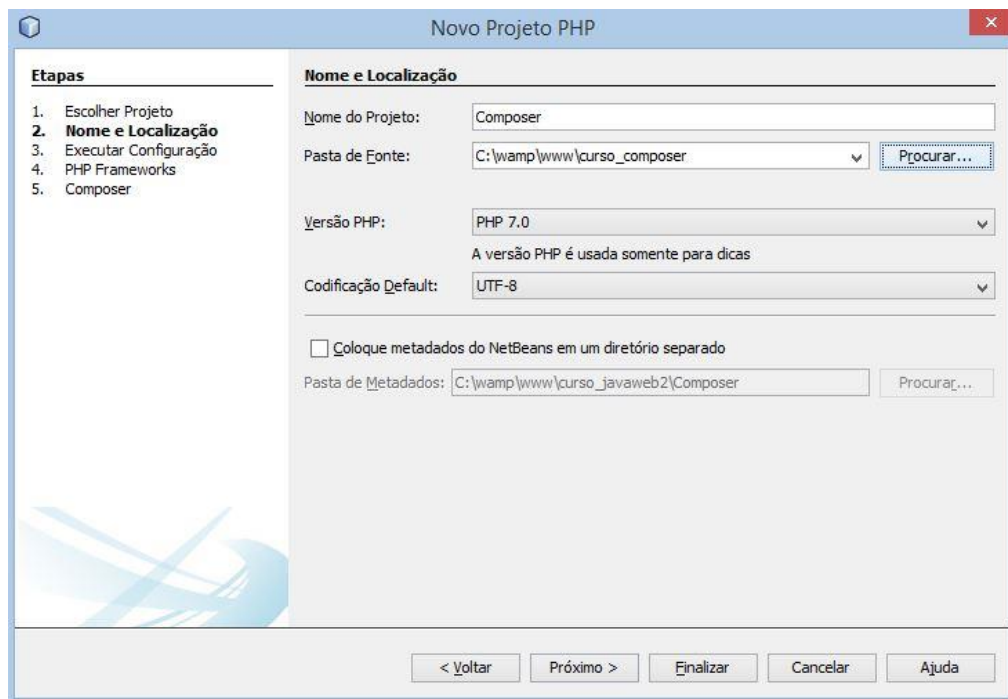 Novo Projeto PHP
Etapas
1. Escolher Projeto
2. Nome e Localização
3. Executar Configuração
4. PHP Frameworks
5. Composer
Nome e Localização
Nome do Projeto: Composer
Pasta de Fonte: C:\wamp\www\curso_composer Procurar...
Versão PHP: PHP 7.0
A versão PHP é usada somente para dicas
Codificação Default: UTF-8
Coloque metadados do NetBeans em um diretório separado
Pasta de Metadados: C:\wamp\www\curso_javaweb2\Composer Procurar...
< Voltar Próximo > Finalizar Cancelar Ajuda